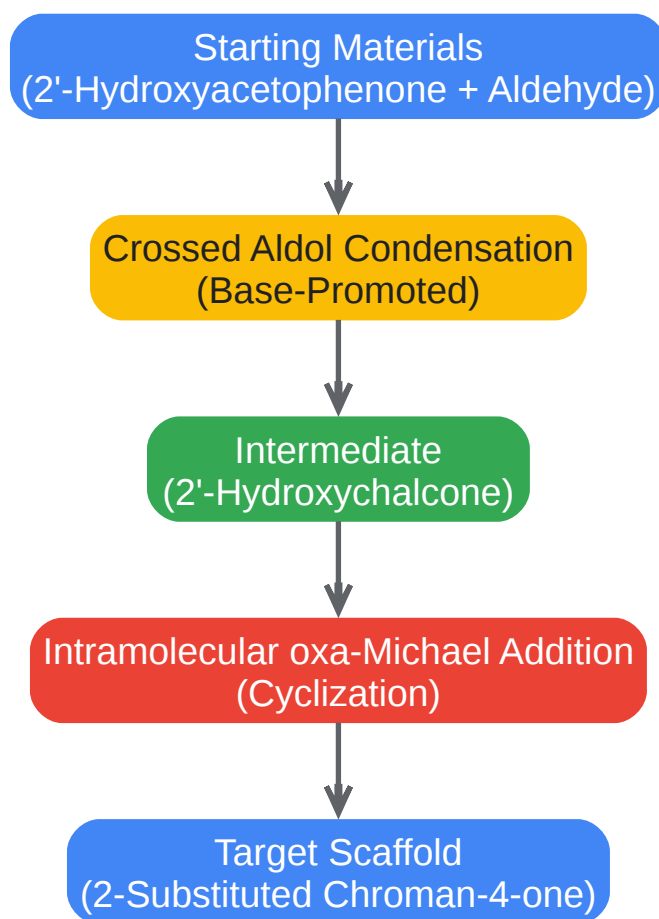 Starting Materials
(2'-Hydroxyacetophenone + Aldehyde)
Crossed Aldol Condensation
(Base-Promoted)
Intermediate
(2'-Hydroxychalcone)
Intramolecular oxa-Michael Addition
(Cyclization)
Target Scaffold
(2-Substituted Chroman-4-one)